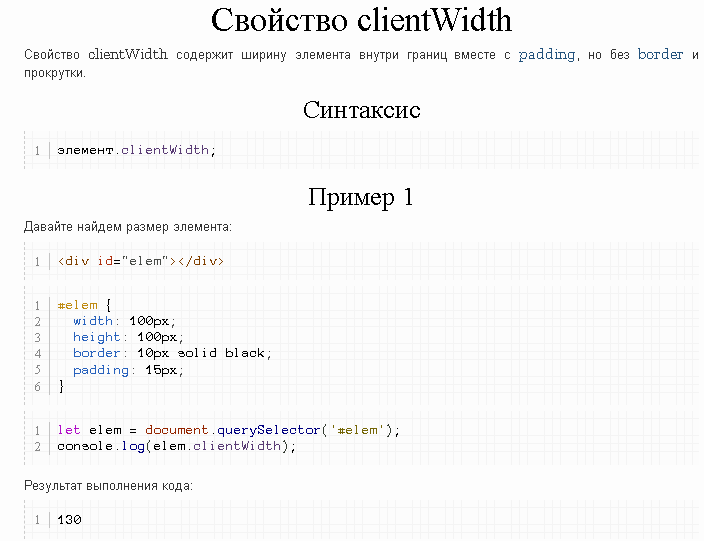 Свойство clientWidth
Свойство clientWidth содержит ширину элемента внутри границ вместе с padding, но без border и
прокрутки.
Синтаксис
1 элемент.clientWidth;
Пример 1
Давайте найдем размер элемента:
1 <div id="elem"></div>
1 #elem {
2 width: 100px;
3 height: 100px;
4 border: 10px solid black;
5 padding: 15px;
6 }
1 let elem = document.querySelector('#elem');
2 console.log(elem.clientWidth);
Результат выполнения кода:
1 130